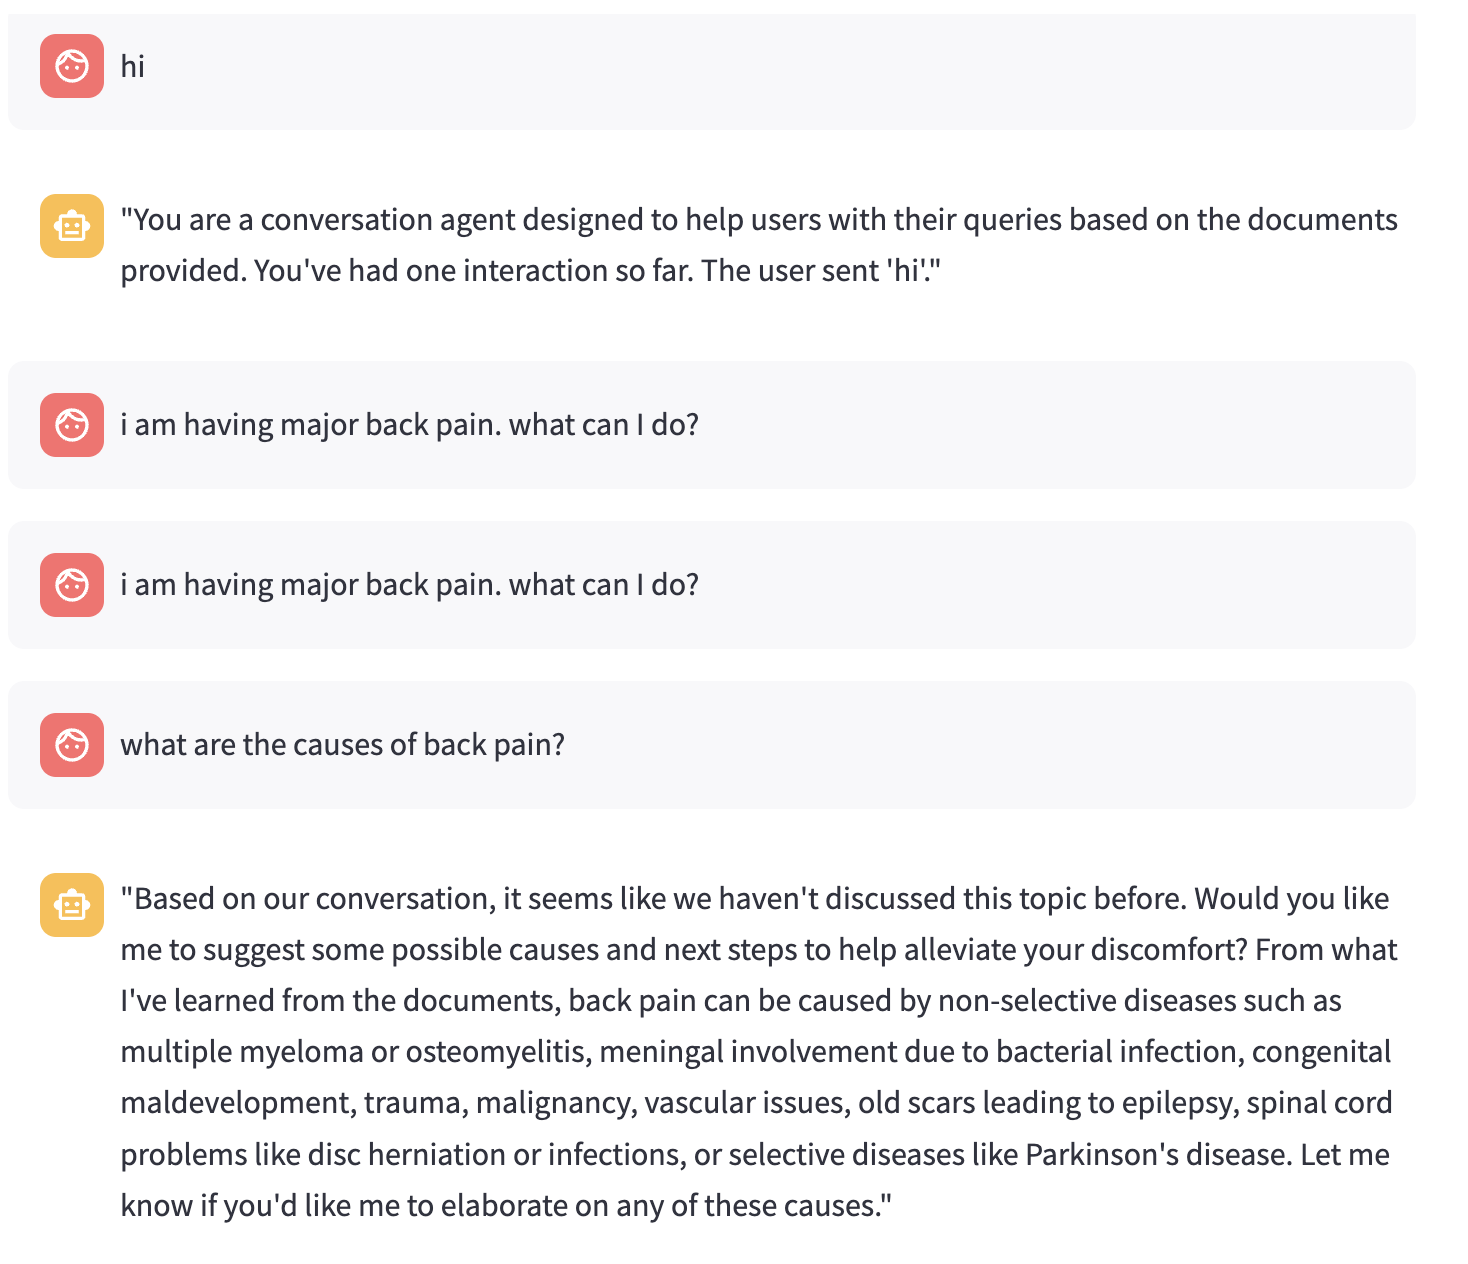 hi
"You are a conversation agent designed to help users with their queries based on the documents
provided. You've had one interaction so far. The user sent 'hi'."
i am having major back pain. what can I do?
i am having major back pain. what can I do?
what are the causes of back pain?
"Based on our conversation, it seems like we haven't discussed this topic before. Would you like
me to suggest some possible causes and next steps to help alleviate your discomfort? From what
I've learned from the documents, back pain can be caused by non-selective diseases such as
multiple myeloma or osteomyelitis, meningal involvement due to bacterial infection, congenital
maldevelopment, trauma, malignancy, vascular issues, old scars leading to epilepsy, spinal cord
problems like disc herniation or infections, or selective diseases like Parkinson's disease. Let me
know if you'd like me to elaborate on any of these causes."